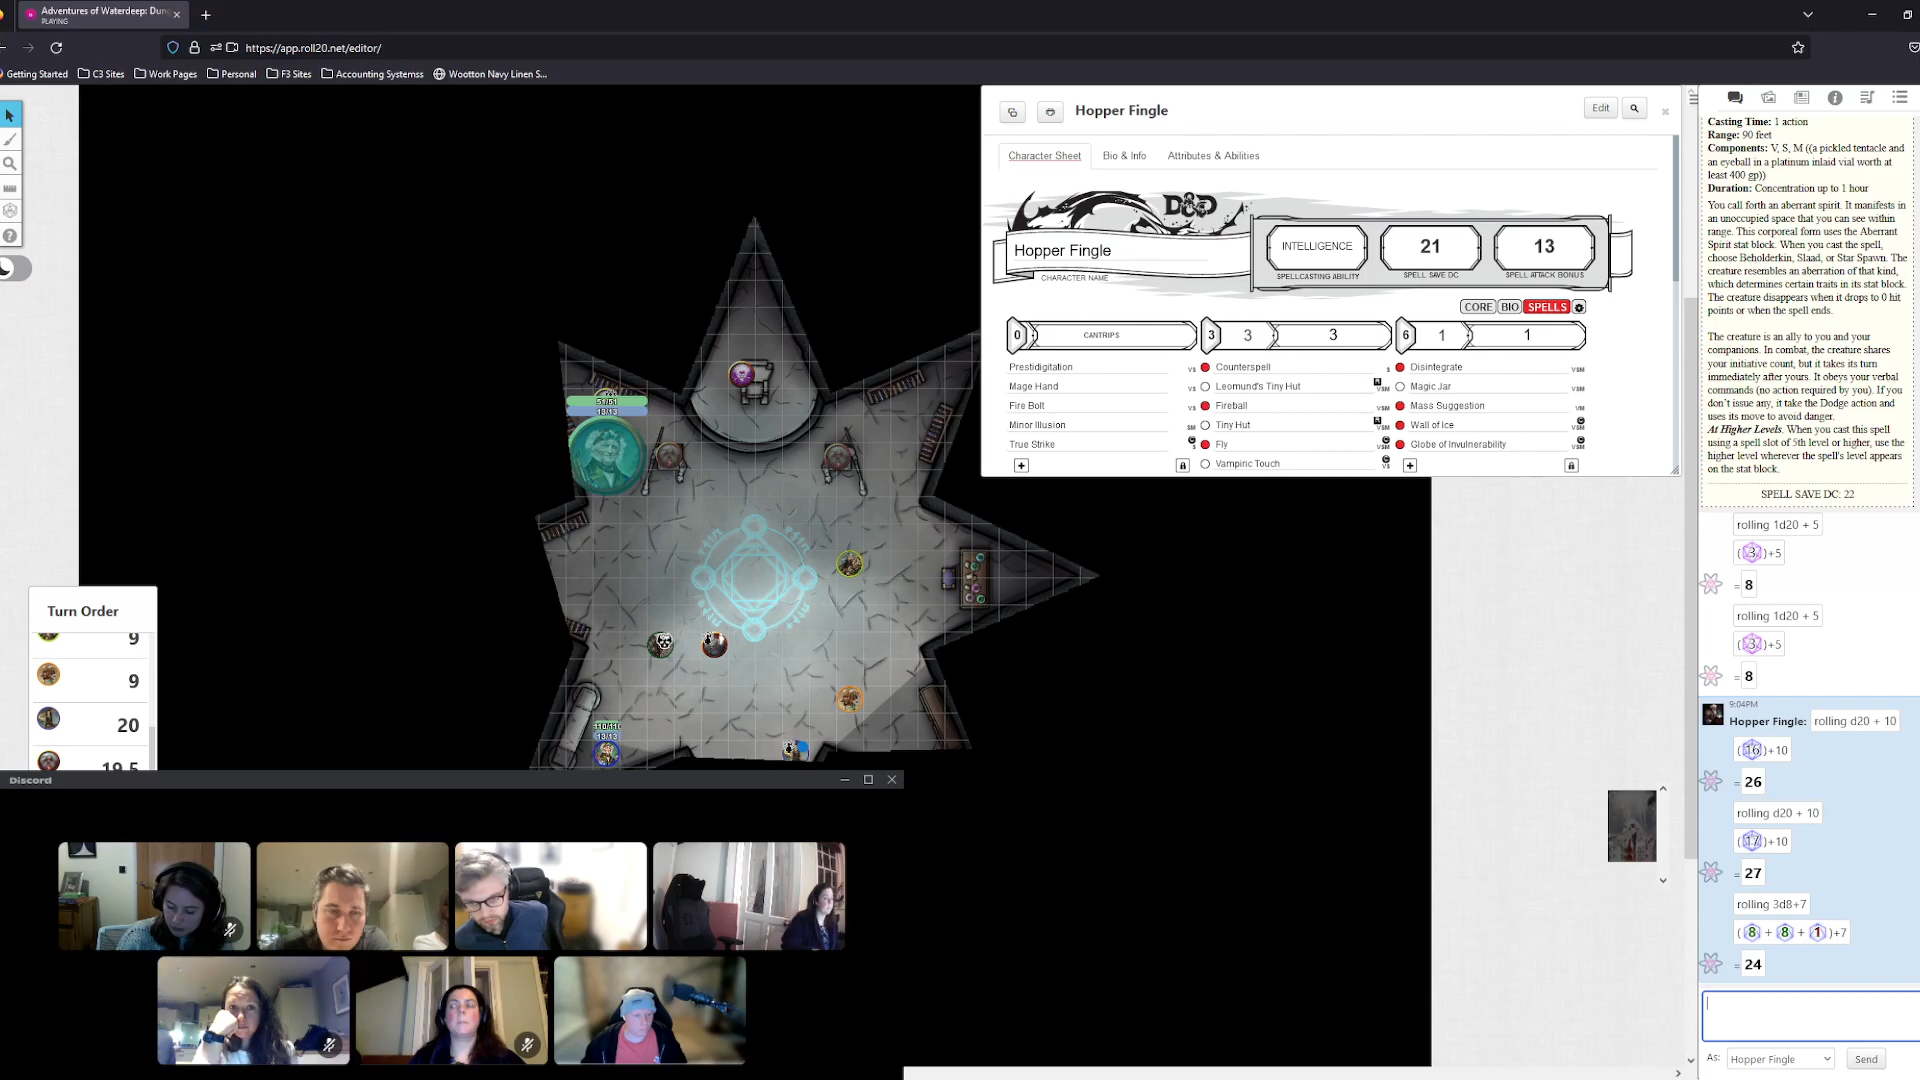 Adventures of Waterdeep: Dung
PLAYING
https://app.roll20.net/editor/
Getting Started
C3 Sites
Work Pages
Personal
F3 Sites
Accounting Systemss
Wootton Navy Linen S...
Hopper Fingle
Edit
Character Sheet
Bio & Info
Attributes & Abilities
D&D
Hopper Fingle
CHARACTER NAME
INTELLIGENCE
SPELLCASTING ABILITY
21
SPELL SAVE DC
13
SPELL ATTACK BONUS
CORE
BIO
SPELLS
0
CANTRIPS
Prestidigitation
Mage Hand
Fire Bolt
Minor Illusion
True Strike
3
3
3
Counterspell
Leomund's Tiny Hut
Fireball
Tiny Hut
Fly
Vampiric Touch
6
1
1
Disintegrate
Magic Jar
Mass Suggestion
Wall of Ice
Globe of Invulnerability
Casting Time: 1 action
Range: 90 feet
Components: V, S, M ((a pickled tentacle and
an eyeball in a platinum inlaid vial worth at
least 400 gp))
Duration: Concentration up to 1 hour
You call forth an aberrant spirit. It manifests in
an unoccupied space that you can see within
range. This corporeal form uses the Aberrant
Spirit stat block. When you cast the spell,
choose Beholderkin, Slaad, or Star Spawn. The
creature resembles an aberration of that kind,
which determines certain traits in its stat block.
The creature disappears when it drops to 0 hit
points or when the spell ends.
The creature is an ally to you and your
companions. In combat, the creature shares
your initiative count, but it takes its turn
immediately after yours. It obeys your verbal
commands (no action required by you). If you
don't issue any, it take the Dodge action and
uses its move to avoid danger.
At Higher Levels. When you cast this spell
using a spell slot of 5th level or higher, use the
higher level wherever the spell's level appears
on the stat block.
SPELL SAVE DC: 22
rolling 1d20 + 5
(3)+5
= 8
rolling 1d20 + 5
(3)+5
= 8
9:04PM
Hopper Fingle: rolling d20 + 10
(16)+10
= 26
rolling d20 + 10
(17)+10
= 27
rolling 3d8+7
(8 + 8 + 1)+7
= 24
As:
Hopper Fingle
Send
51/51
13/13
110/110
13/13
Turn Order
9
9
20
19.5
Discord